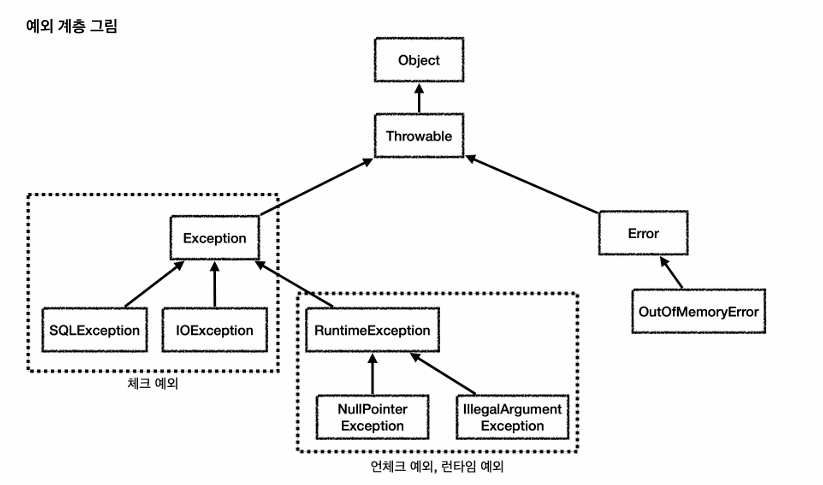 예외 계층 그림
Object
Throwable
Exception
Error
SQLException
IOException
RuntimeException
OutOfMemoryError
체크 예외
NullPointer
Exception
IllegalArgument
Exception
언체크 예외, 런타임 예외